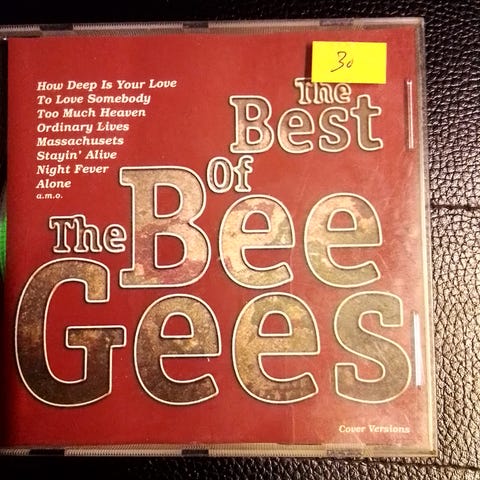 30
How Deep Is Your Love
To Love Somebody
Too Much Heaven
Ordinary Lives
Massachusets
Stayin' Alive
Night Fever
Alone
a.m.o.
The
Best
Of
The Bee
Gees
Cover Versions